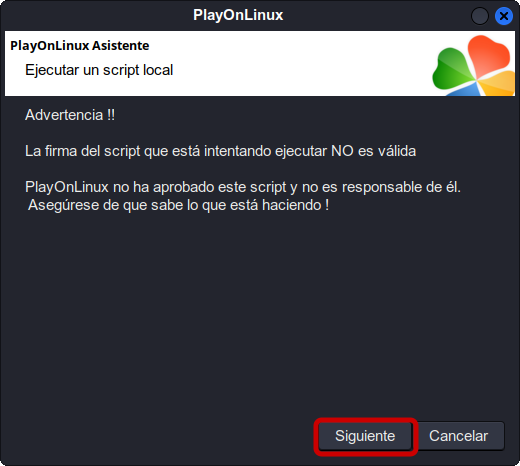 PlayOnLinux
PlayOnLinux Asistente
Ejecutar un script local
Advertencia !!
La firma del script que está intentando ejecutar NO es válida
PlayOnLinux no ha aprobado este script y no es responsable de él.
Asegúrese de que sabe lo que está haciendo !
Siguiente
Cancelar